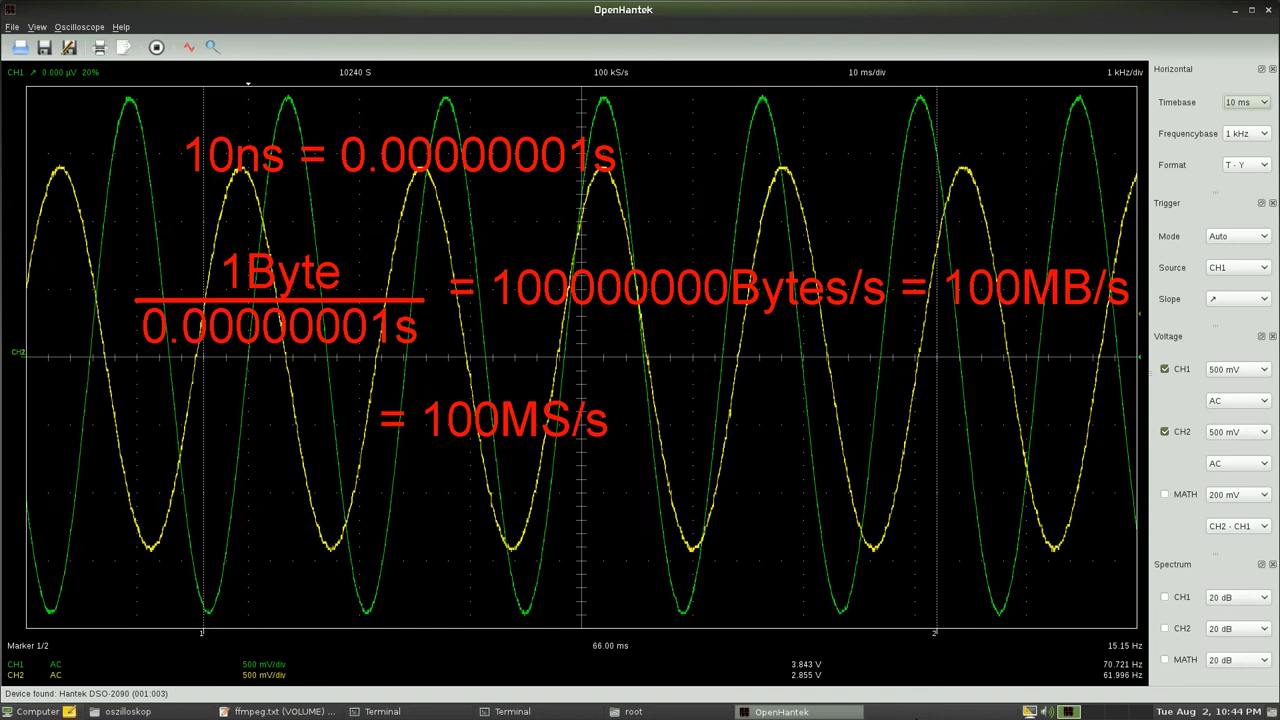 OpenHantek
File View Oscilloscope Help
CH1 ↗ 0.000 µV 20% 10240 S 100 kS/s 10 ms/div 1 kHz/div
10ns = 0.00000001s
1Byte
0.00000001s
= 100000000Bytes/s = 100MB/s
= 100MS/s
CH2
1 2
Marker 1/2 66.00 ms 15.15 Hz
CH1 AC 500 mV/div 3.843 V 70.721 Hz
CH2 AC 500 mV/div 2.855 V 61.996 Hz
Horizontal
Timebase 10 ms
Frequencybase 1 kHz
Format T - Y
Trigger
Mode Auto
Source CH1
Slope ↗
Voltage
CH1 500 mV
AC
CH2 500 mV
AC
MATH 200 mV
CH2 - CH1
Spectrum
CH1 20 dB
CH2 20 dB
MATH 20 dB
Device found: Hantek DSO-2090 (001:003)
Computer oszilloskop ffmpeg.txt (VOLUME) ... Terminal Terminal root OpenHantek Tue Aug 2, 10:44 PM